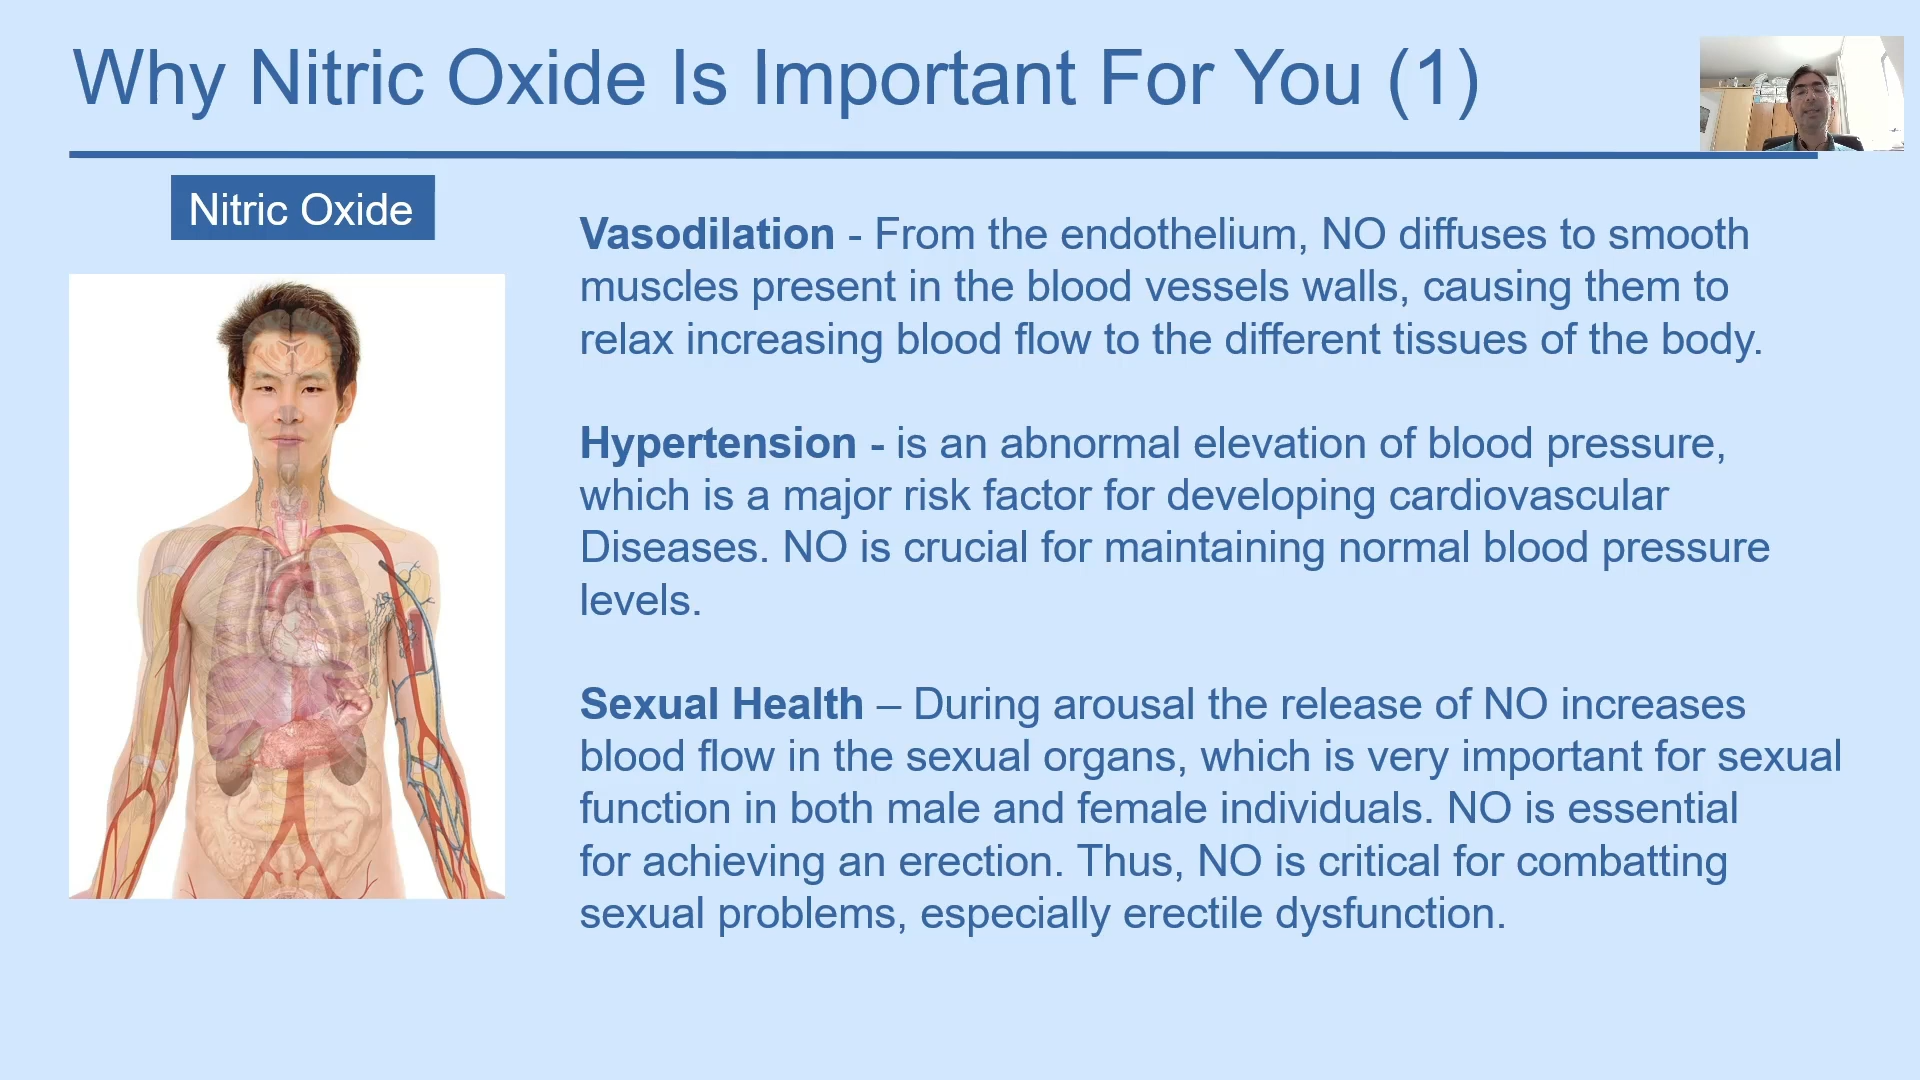 Why Nitric Oxide Is Important For You (1)
Nitric Oxide
Vasodilation - From the endothelium, NO diffuses to smooth
muscles present in the blood vessels walls, causing them to
relax increasing blood flow to the different tissues of the body.
Hypertension - is an abnormal elevation of blood pressure,
which is a major risk factor for developing cardiovascular
Diseases. NO is crucial for maintaining normal blood pressure
levels.
Sexual Health – During arousal the release of NO increases
blood flow in the sexual organs, which is very important for sexual
function in both male and female individuals. NO is essential
for achieving an erection. Thus, NO is critical for combatting
sexual problems, especially erectile dysfunction.